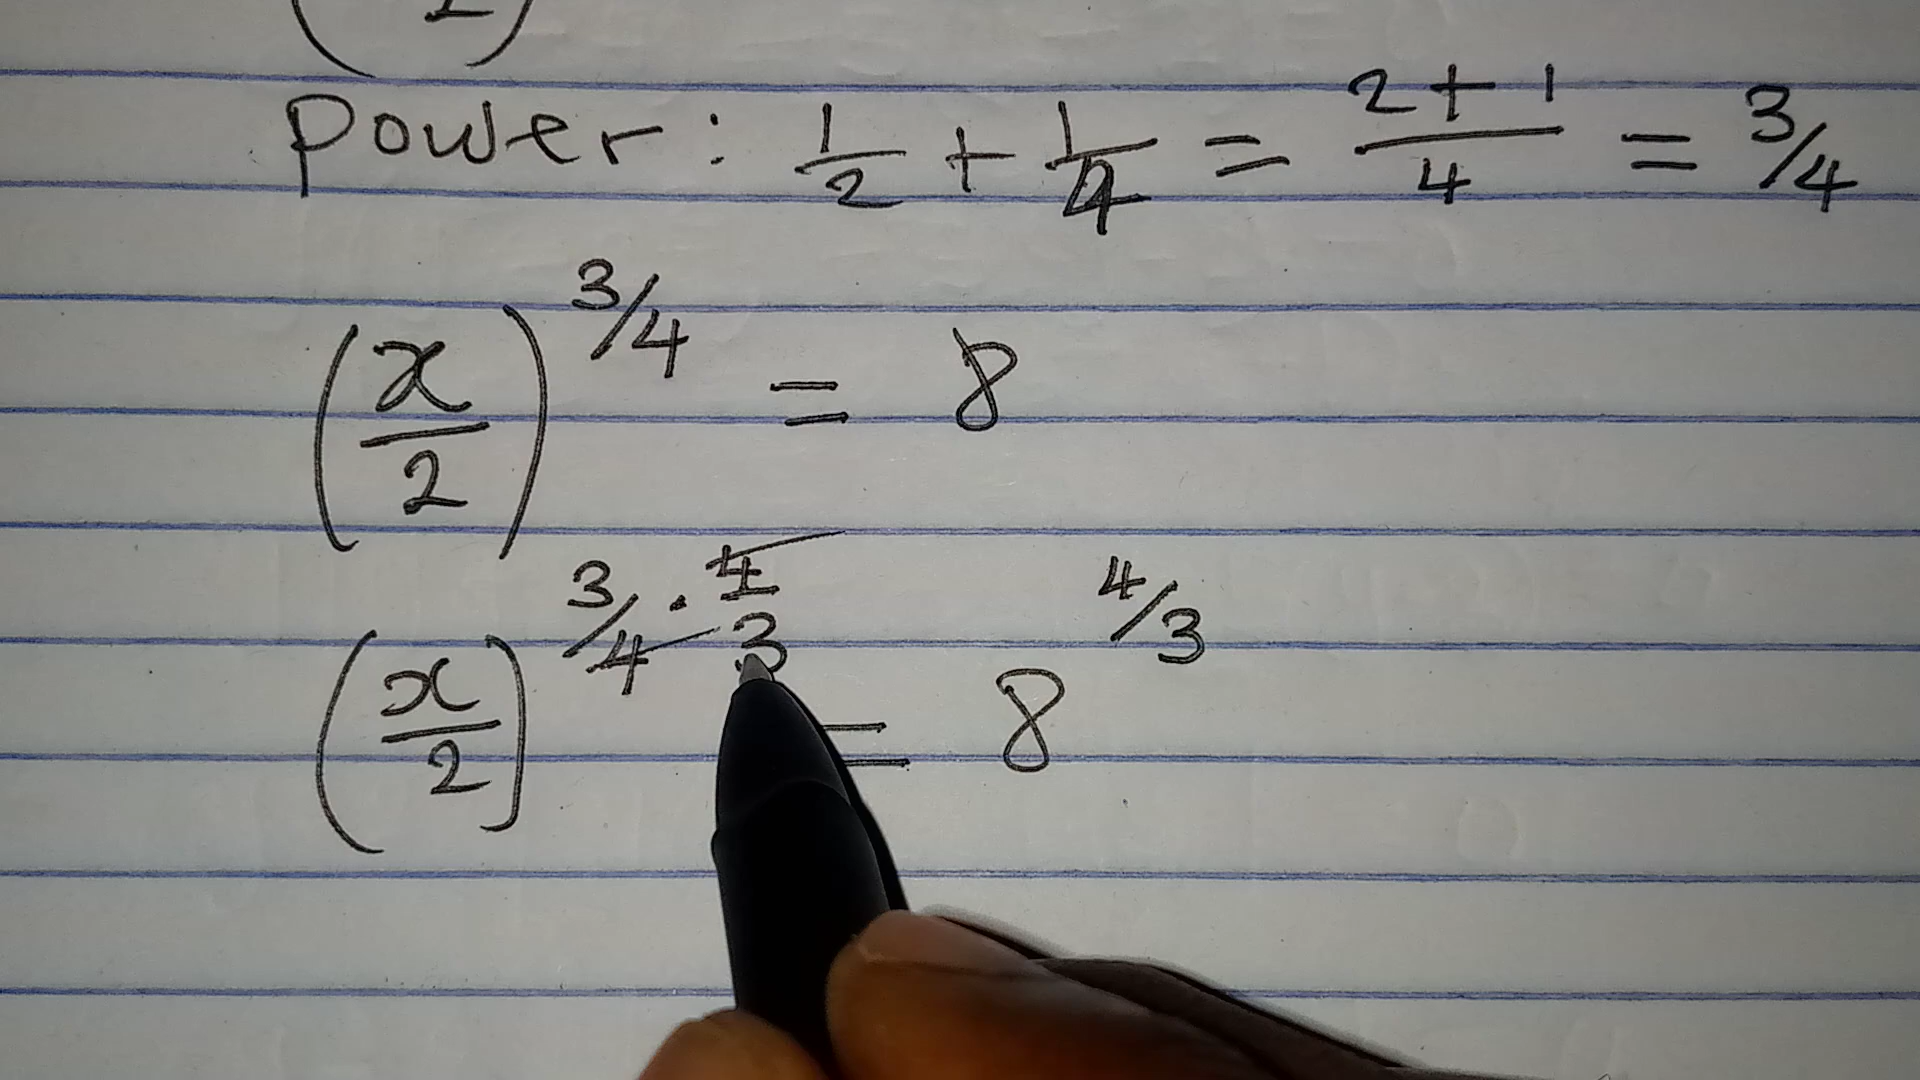 Power : 1/2 + 1/4 = 2+1/4 = 3/4
(x/2)^3/4 = 8
(x/2)^3/4 · 4/3 = 8^4/3